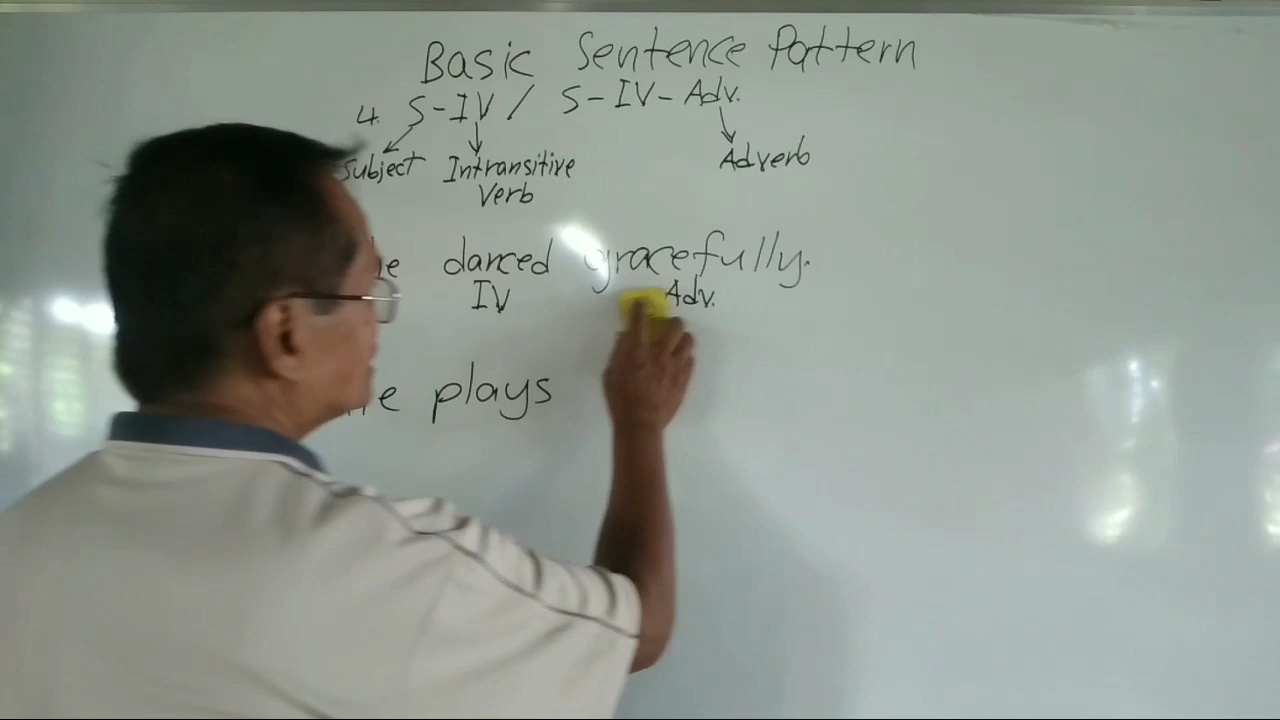 Basic Sentence Pattern
4. S-IV / S-IV-Adv.
Subject Intransitive Adverb
Verb
danced gracefully.
IV Adv.
plays